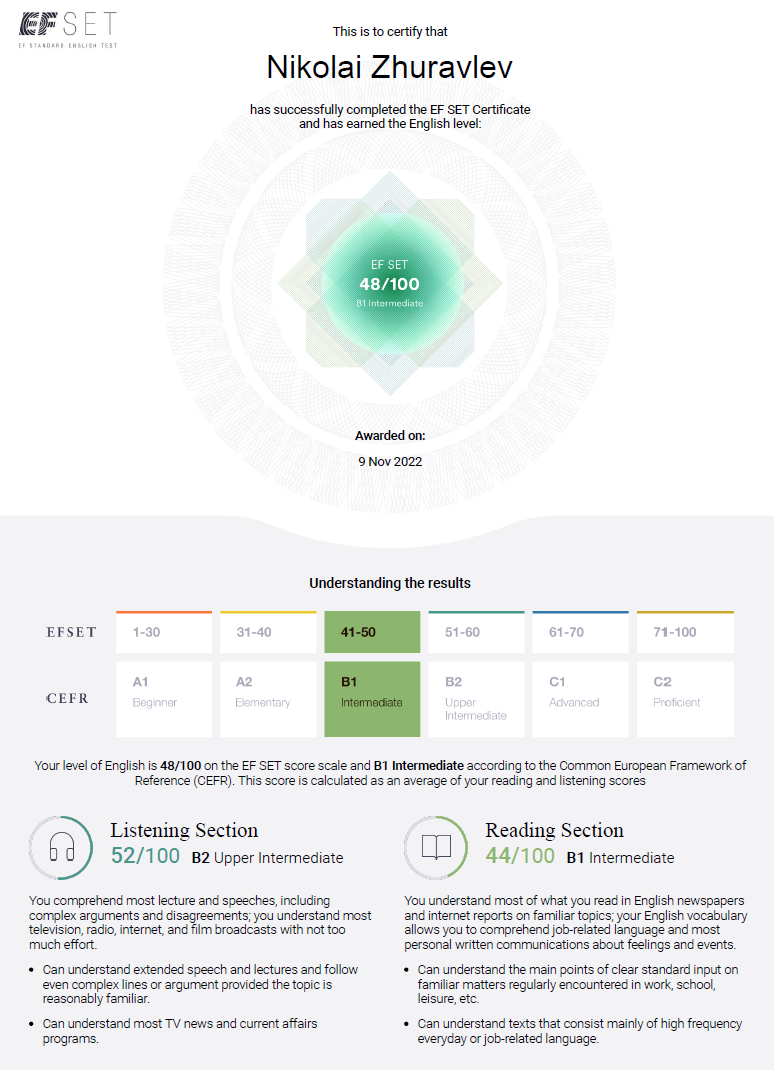 EFSET
EF STANDARD ENGLISH TEST
This is to certify that
Nikolai Zhuravlev
has successfully completed the EF SET Certificate
and has earned the English level:
EF SET
48/100
B1 Intermediate
Awarded on:
9 Nov 2022
Understanding the results
EFSET 1-30 31-40 41-50 51-60 61-70 71-100
CEFR
A1 Beginner
A2 Elementary
B1 Intermediate
B2 Upper
Intermediate
C1 Advanced
C2 Proficient
Your level of English is 48/100 on the EF SET score scale and B1 Intermediate according to the Common European Framework of
Reference (CEFR). This score is calculated as an average of your reading and listening scores
Listening Section
52/100 B2 Upper Intermediate
You comprehend most lecture and speeches, including
complex arguments and disagreements; you understand most
television, radio, internet, and film broadcasts with not too
much effort.
• Can understand extended speech and lectures and follow
even complex lines or argument provided the topic is
reasonably familiar.
• Can understand most TV news and current affairs
programs.
Reading Section
44/100 B1 Intermediate
You understand most of what you read in English newspapers
and internet reports on familiar topics; your English vocabulary
allows you to comprehend job-related language and most
personal written communications about feelings and events.
• Can understand the main points of clear standard input on
familiar matters regularly encountered in work, school,
leisure, etc.
• Can understand texts that consist mainly of high frequency
everyday or job-related language.